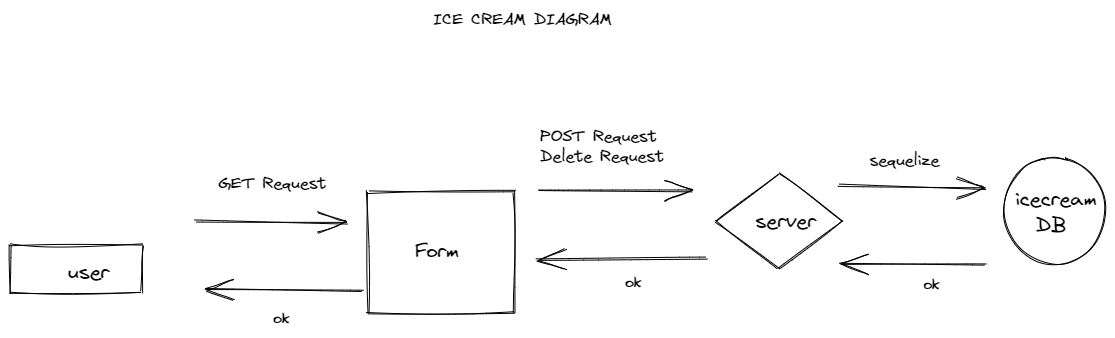 ICE CREAM DIAGRAM
POST Request
Delete Request
sequelize
GET Request
icecream
DB
server
Form
user
ok
ok
ok